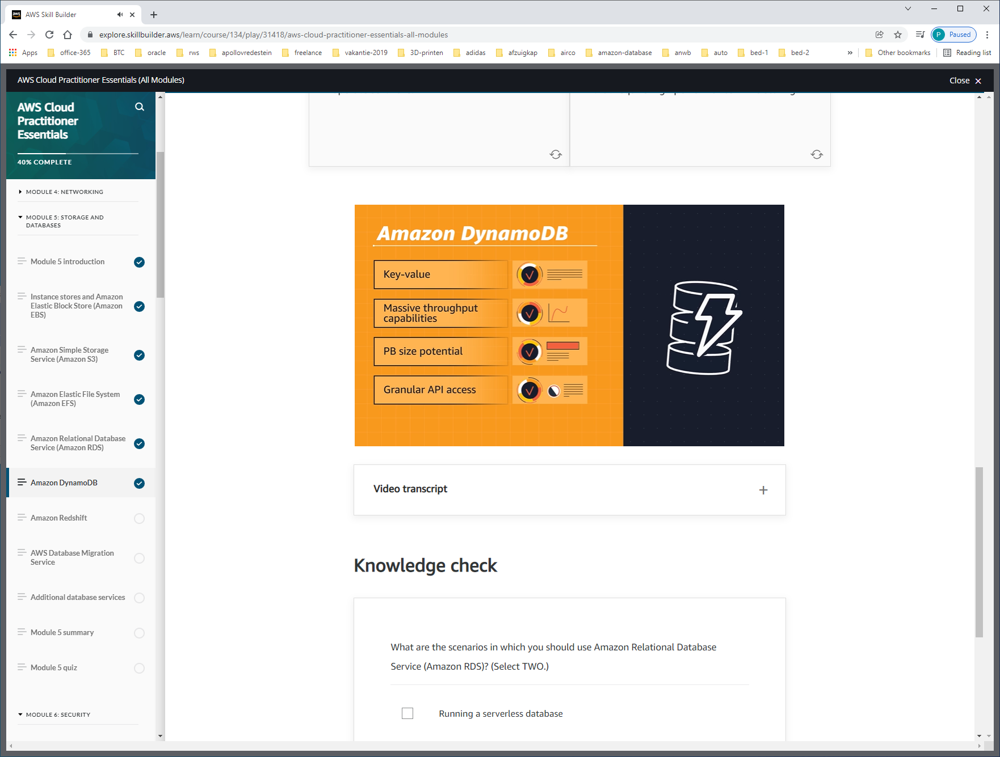 AWS Skill Builder
explore.skillbuilder.aws/learn/course/134/play/31418/aws-cloud-practitioner-essentials-all-modules
P Paused
Apps office-365 BTC oracle rws apollovredestein freelance vakantie-2019 3D-printen adidas afzuigkap airco amazon-database anwb auto bed-1 bed-2 » Other bookmarks Reading list
AWS Cloud Practitioner Essentials (All Modules)
Close
AWS Cloud
Practitioner
Essentials
40% COMPLETE
MODULE 4: NETWORKING
MODULE 5: STORAGE AND
DATABASES
Module 5 introduction
Instance stores and Amazon
Elastic Block Store (Amazon
EBS)
Amazon Simple Storage
Service (Amazon S3)
Amazon Elastic File System
(Amazon EFS)
Amazon Relational Database
Service (Amazon RDS)
Amazon DynamoDB
Amazon Redshift
AWS Database Migration
Service
Additional database services
Module 5 summary
Module 5 quiz
MODULE 6: SECURITY
Amazon DynamoDB
Key-value
Massive throughput
capabilities
PB size potential
Granular API access
Video transcript
Knowledge check
What are the scenarios in which you should use Amazon Relational Database
Service (Amazon RDS)? (Select TWO.)
Running a serverless database